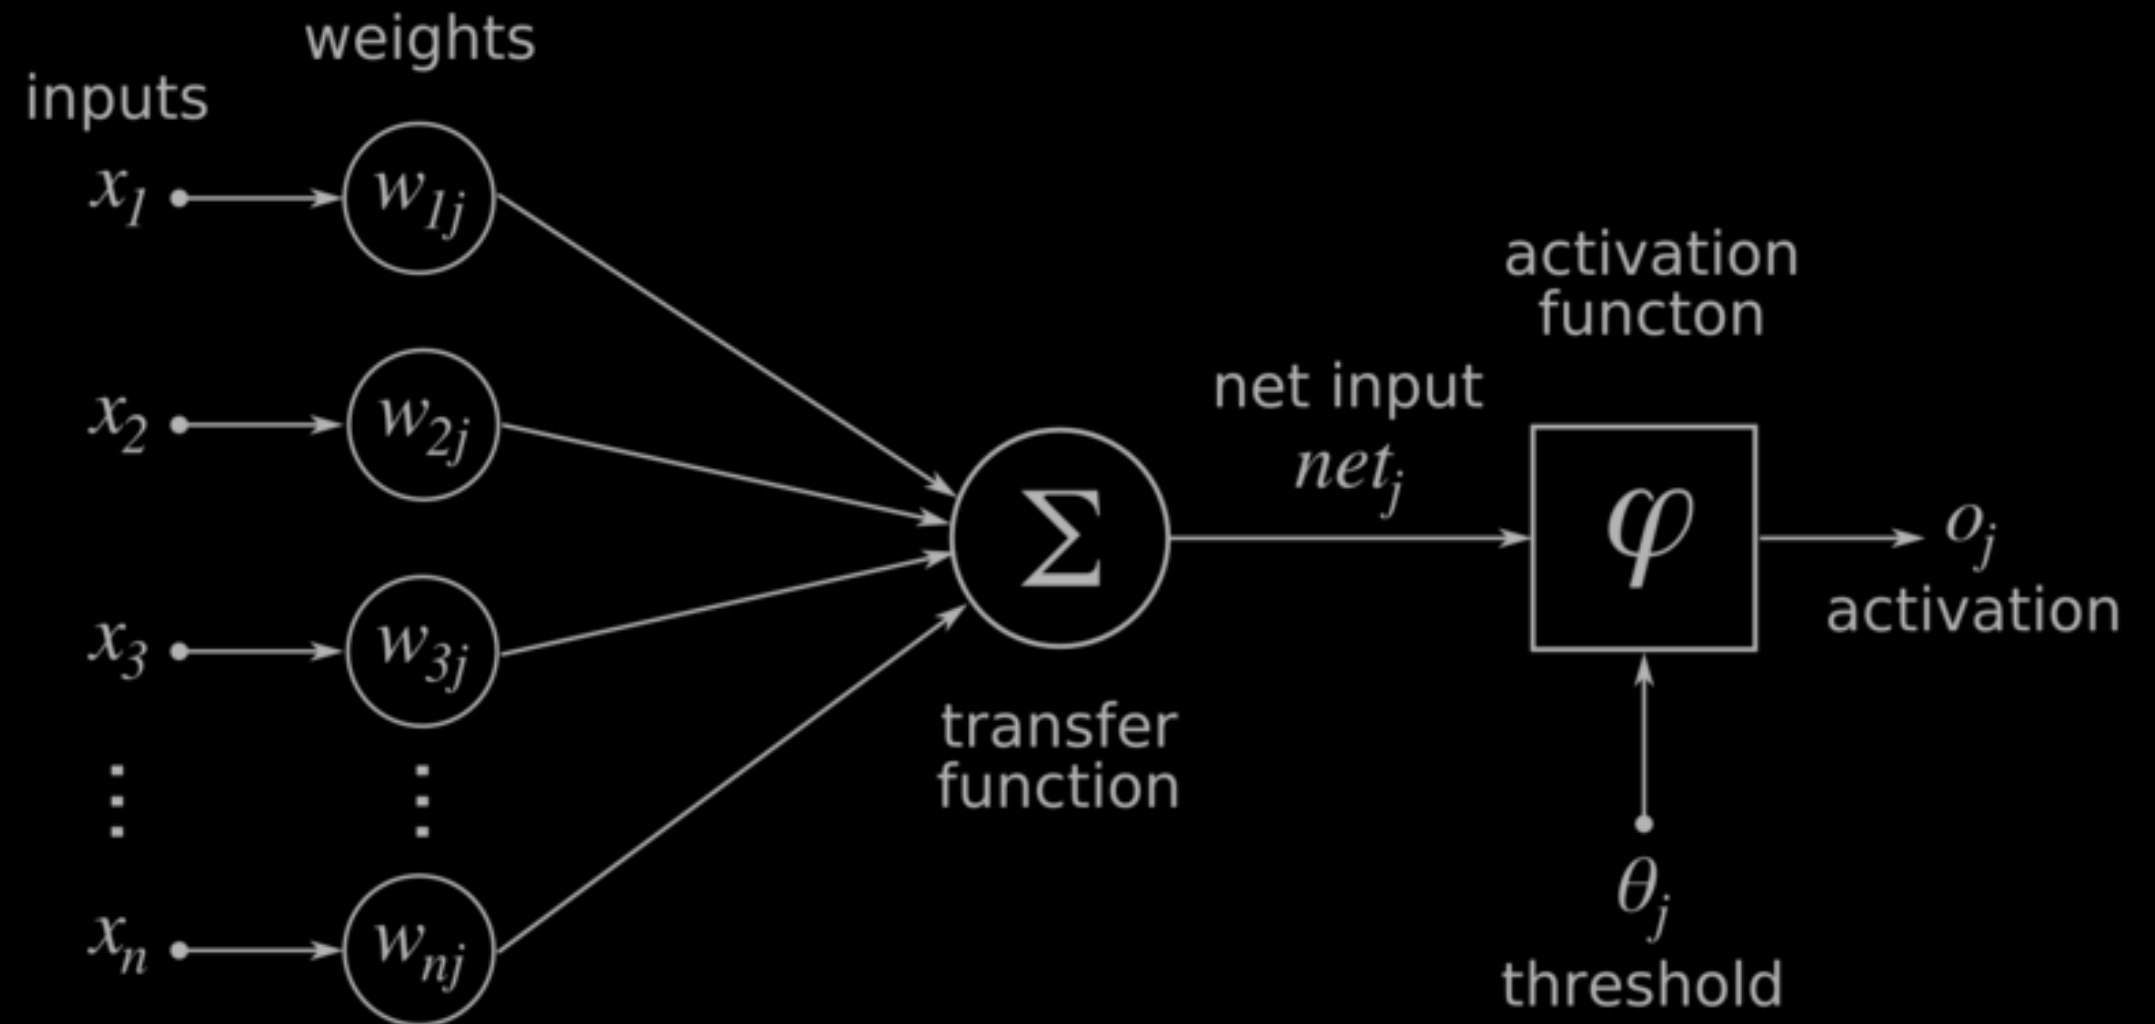 weights
inputs
x1
w1j
x2
w2j
x3
w3j
xn
wnj
Σ
transfer
function
net input
netj
activation
functon
φ
oj
activation
θj
threshold